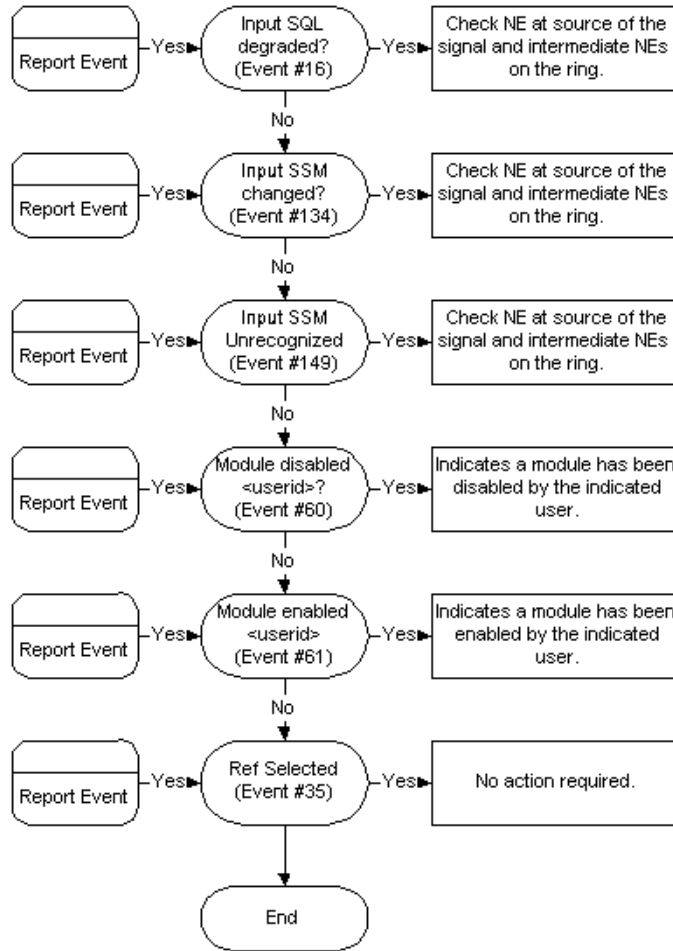 Report Event
Yes
Input SQL
degraded?
(Event #16)
Yes
Check NE at source of the
signal and intermediate NEs
on the ring.
No
Report Event
Yes
Input SSM
changed?
(Event #134)
Yes
Check NE at source of the
signal and intermediate NEs
on the ring.
No
Report Event
Yes
Input SSM
Unrecognized
(Event #149)
Yes
Check NE at source of the
signal and intermediate NEs
on the ring.
No
Report Event
Yes
Module disabled
<userid>?
(Event #60)
Yes
Indicates a module has been
disabled by the indicated
user.
No
Report Event
Yes
Module enabled
<userid>
(Event #61)
Yes
Indicates a module has been
enabled by the indicated
user.
No
Report Event
Yes
Ref Selected
(Event #35)
Yes
No action required.
End